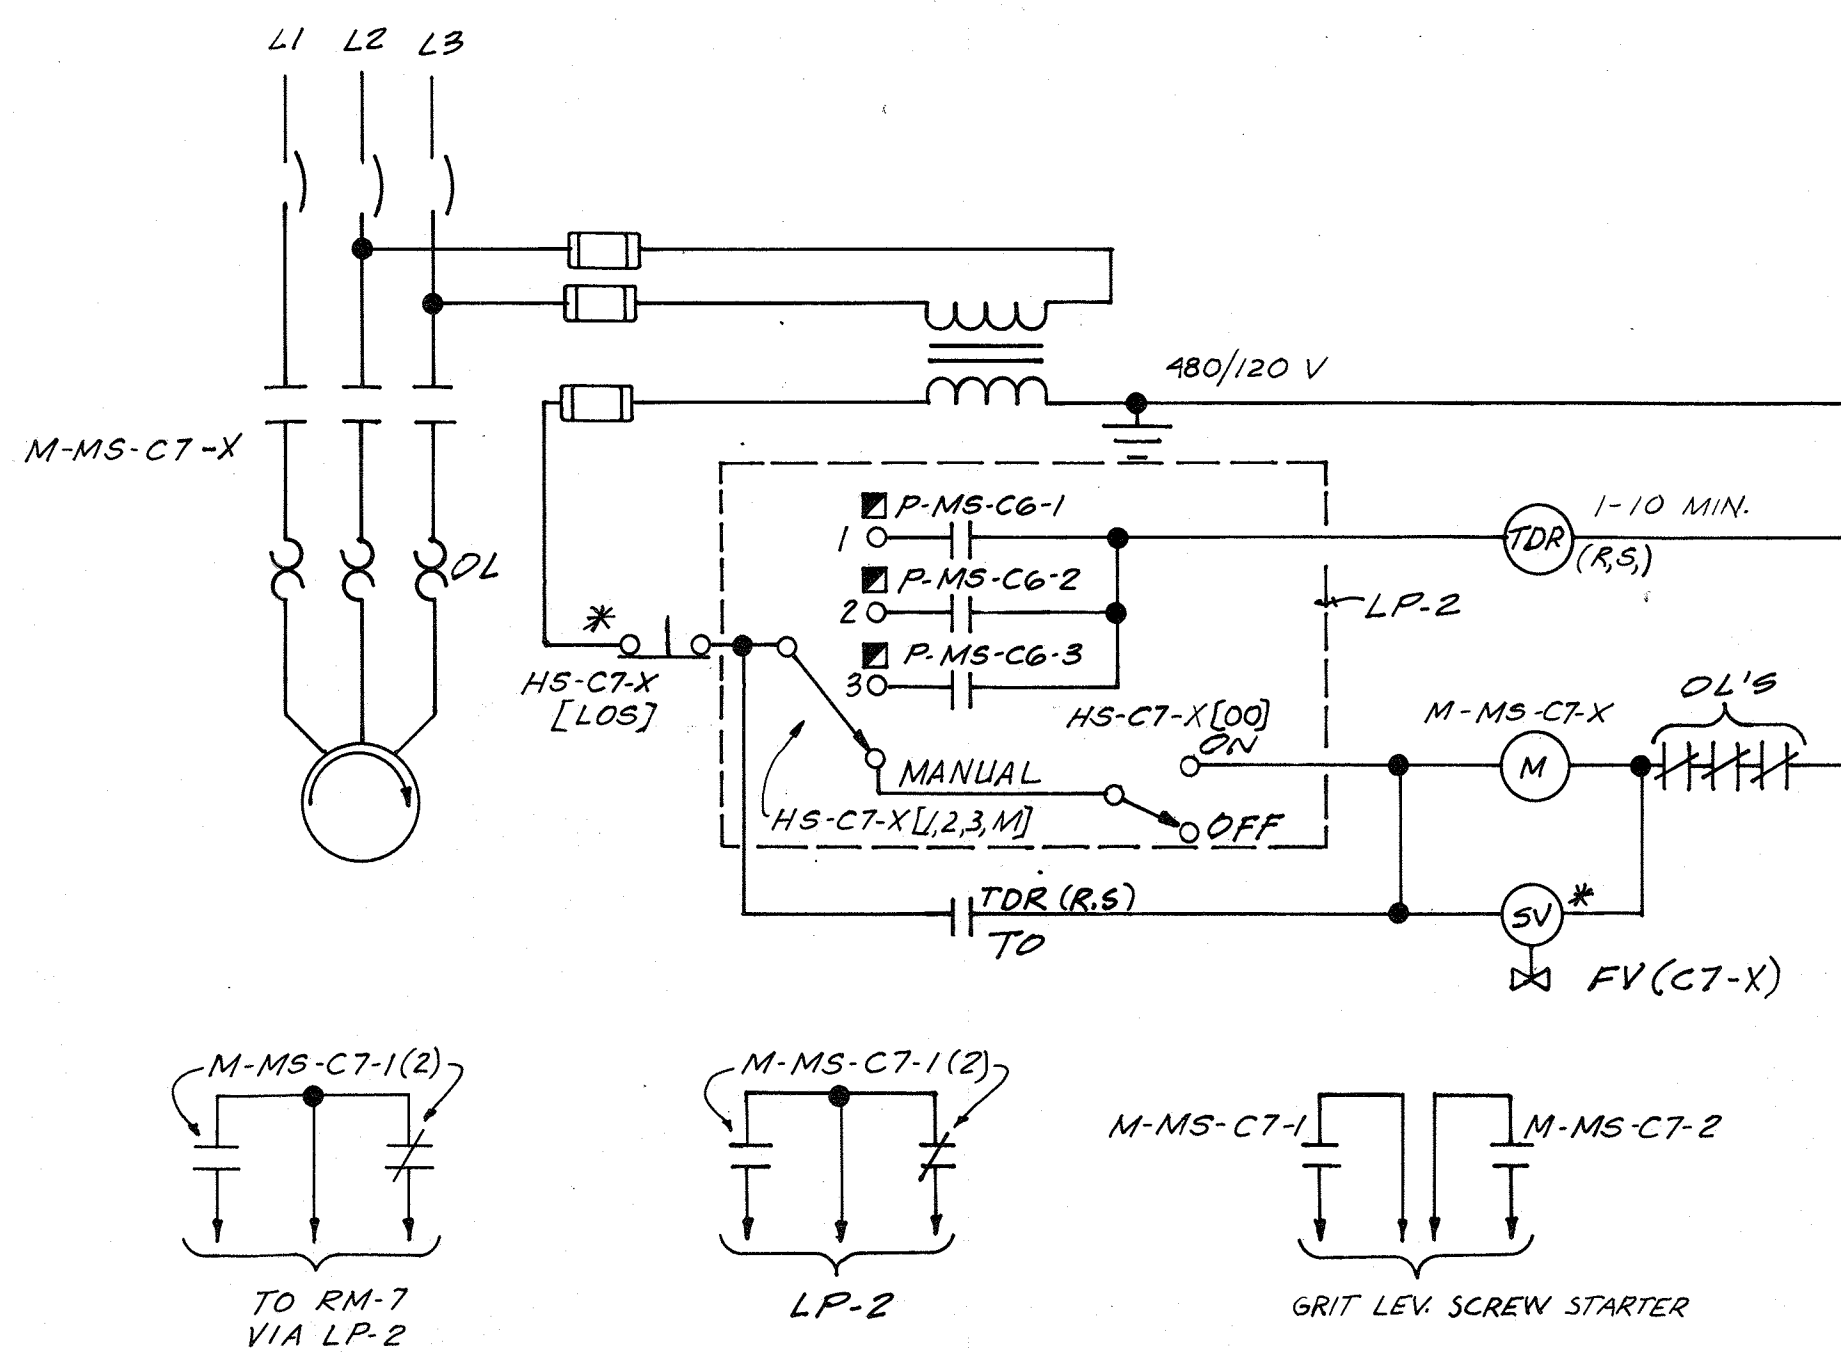 L1 L2 L3
480/120 V
M-MS-C7-X
P-MS-C6-1
1
1-10 MIN.
TDR
(R,S,)
OL
P-MS-C6-2
2
LP-2
*
P-MS-C6-3
3
HS-C7-X
[LOS]
OL'S
HS-C7-X[OO]
M-MS-C7-X
ON
MANUAL
M
HS-C7-X[1,2,3,M]
OFF
TDR (R.S)
TO
SV
*
FV(C7-X)
M-MS-C7-1(2)
M-MS-C7-1(2)
M-MS-C7-1
M-MS-C7-2
TO RM-7
VIA LP-2
LP-2
GRIT LEV. SCREW STARTER